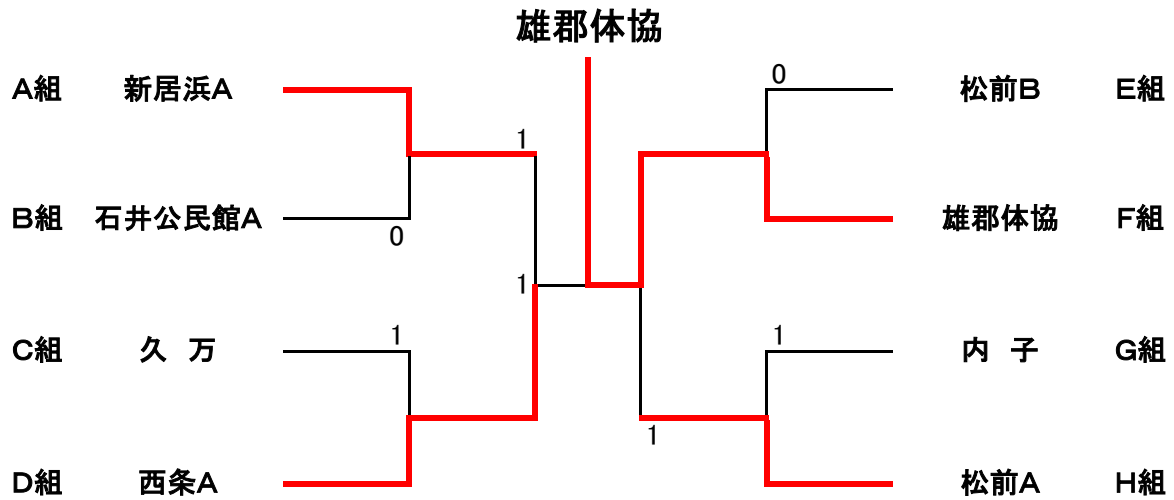 雄郡体協
A組 新居浜A 0 松前B E組
1
B組 石井公民館A 0 雄郡体協 F組
1
C組 久 万 1 1 内 子 G組
1
D組 西条A 松前A H組